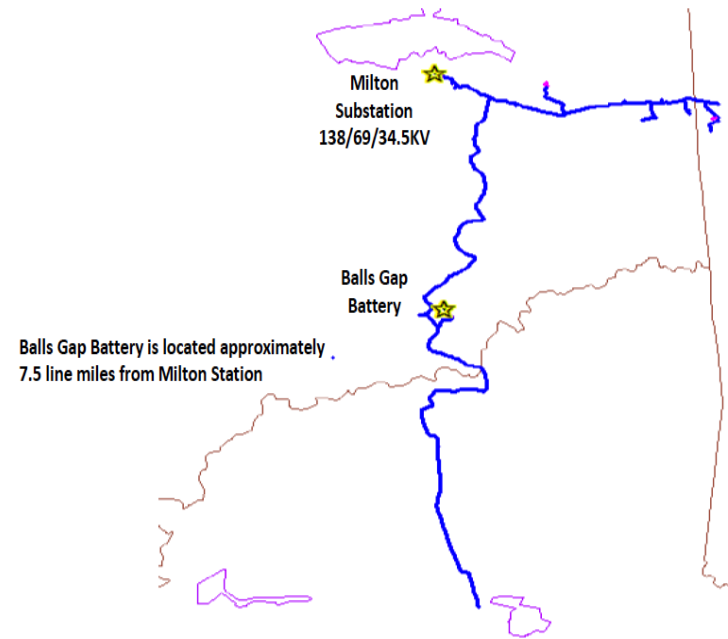 Milton
Substation
138/69/34.5KV
Balls Gap
Battery
Balls Gap Battery is located approximately
7.5 line miles from Milton Station